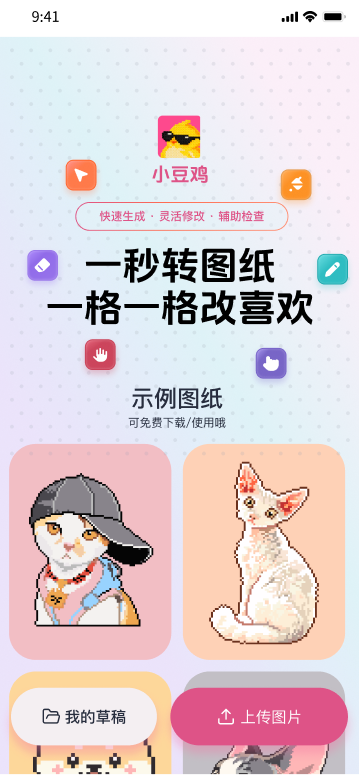 9:41
小豆鸡
快速生成 · 灵活修改 · 辅助检查
一秒转图纸
一格一格改喜欢
示例图纸
可免费下载/使用哦
我的草稿
上传图片